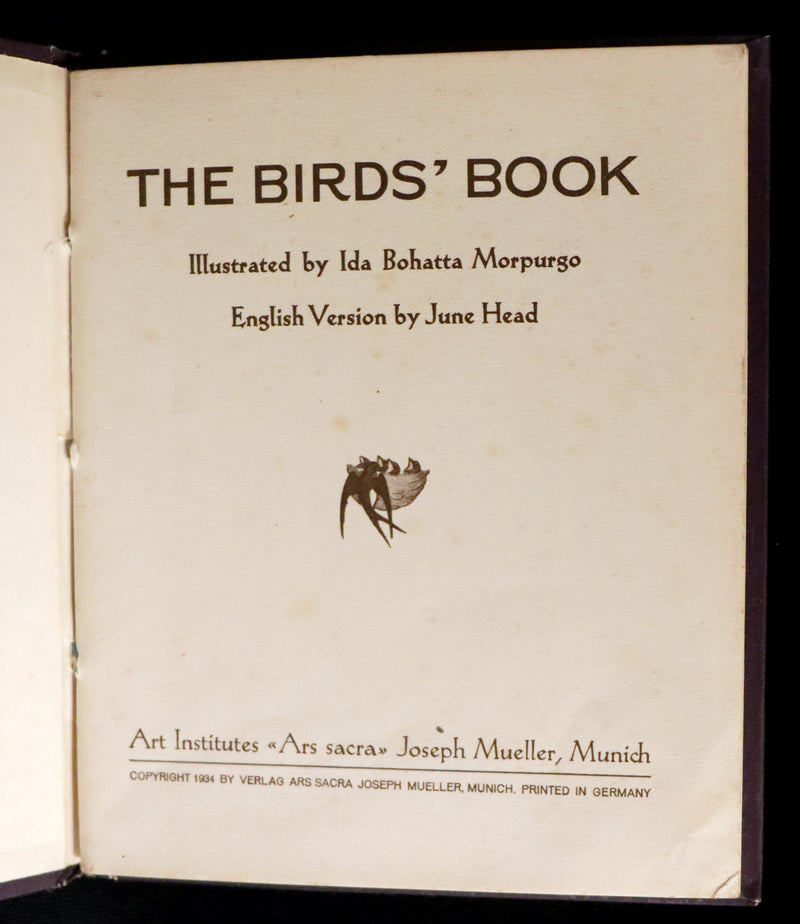 THE BIRDS’ BOOK
Illustrated by Ida Bohatta Morpurgo
English Version by June Head
Art Institutes «Ars sacra» Joseph Mueller, Munich
COPYRIGHT 1934 BY VERLAG ARS SACRA JOSEPH MUELLER, MUNICH. PRINTED IN GERMANY